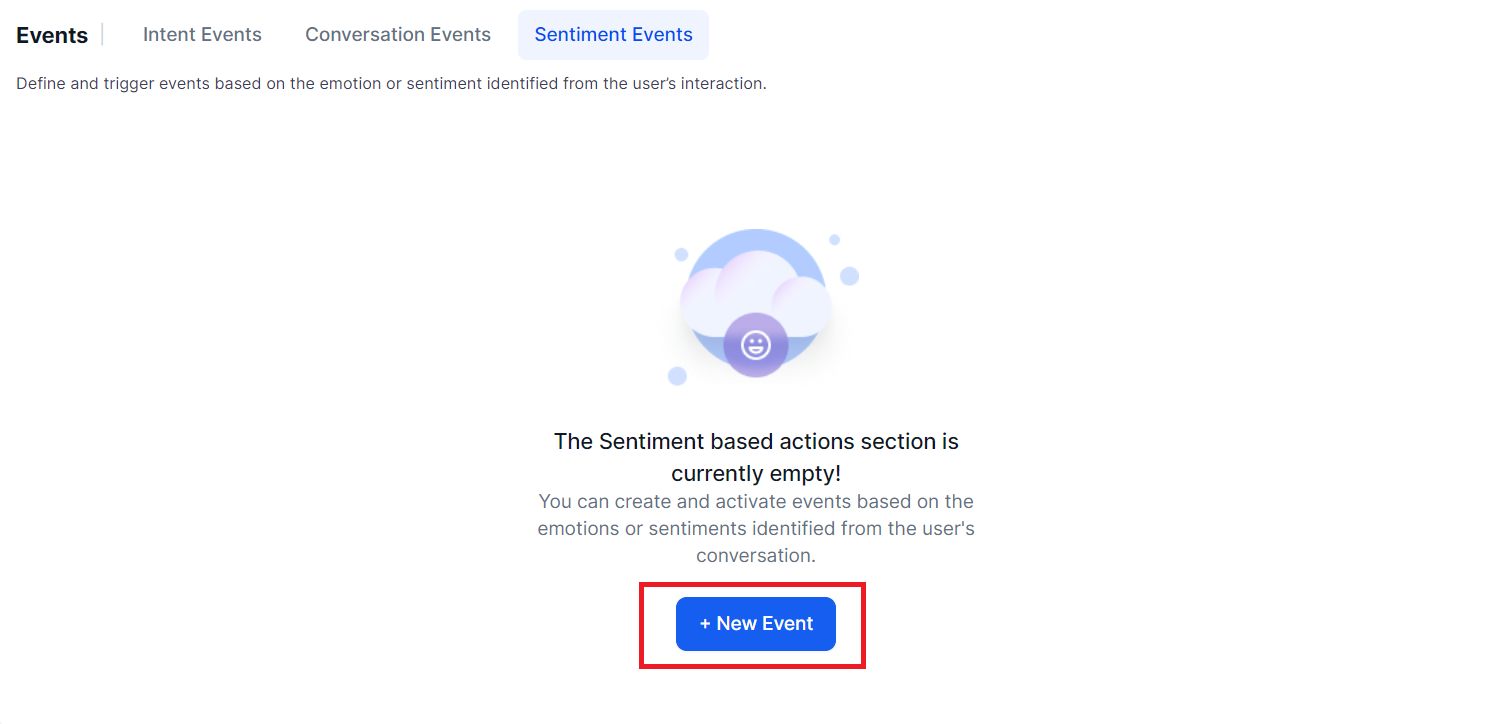 Events
Intent Events
Conversation Events
Sentiment Events
Define and trigger events based on the emotion or sentiment identified from the user’s interaction.
The Sentiment based actions section is
currently empty!
You can create and activate events based on the
emotions or sentiments identified from the user's
conversation.
+ New Event